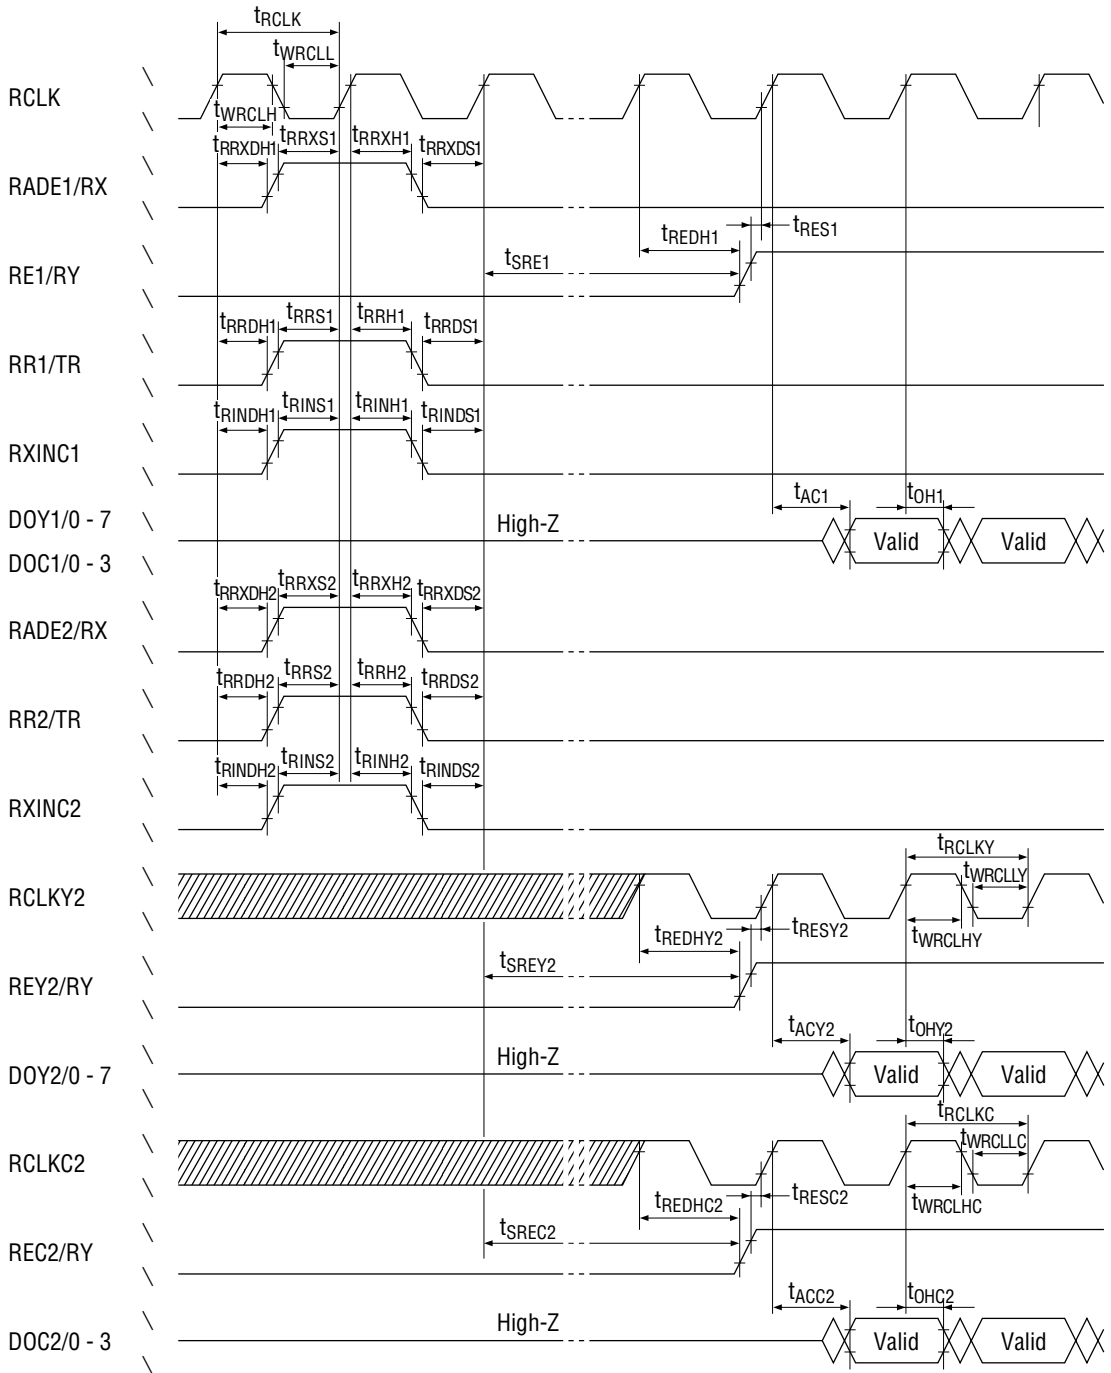 tRCLK
tWRCLL
RCLK
tWRCLH
tRRXDH1 tRRXS1 tRRXH1 tRRXDS1
RADE1/RX
tREDH1 tRES1
tSRE1
RE1/RY
tRRDH1 tRRS1 tRRH1 tRRDS1
RR1/TR
tRINDH1 tRINS1 tRINH1 tRINDS1
RXINC1
tAC1 tOH1
DOY1/0 - 7 High-Z Valid Valid
DOC1/0 - 3
tRRXDH2 tRRXS2 tRRXH2 tRRXDS2
RADE2/RX
tRRDH2 tRRS2 tRRH2 tRRDS2
RR2/TR
tRINDH2 tRINS2 tRINH2 tRINDS2
RXINC2
tRCLKY
tWRCLLY
RCLKY2
tREDHY2 tRESY2 tWRCLHY
tSREY2
REY2/RY
tACY2 tOHY2
DOY2/0 - 7 High-Z Valid Valid
tRCLKC
tWRCLLC
RCLKC2
tREDHC2 tRESC2 tWRCLHC
tSREC2
REC2/RY
tACC2 tOHC2
DOC2/0 - 3 High-Z Valid Valid